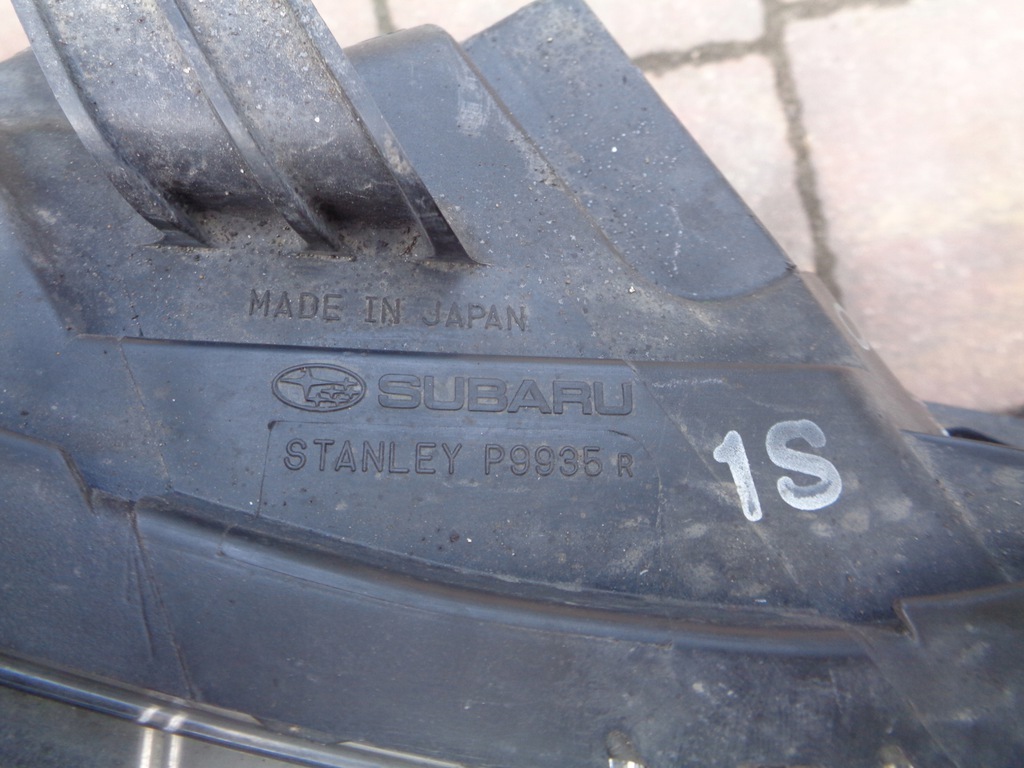 MADE IN JAPAN
SUBARU
STANLEY P9935 R
1S